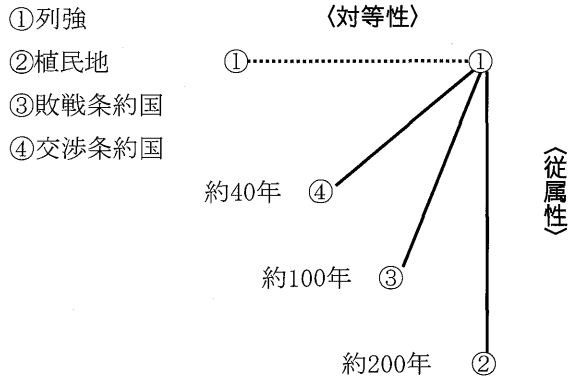 ①列強
②植民地
③敗戦条約国
④交渉条約国
〈対等性〉
① ①
〈従属性〉
約40年 ④
約100年 ③
約200年 ②